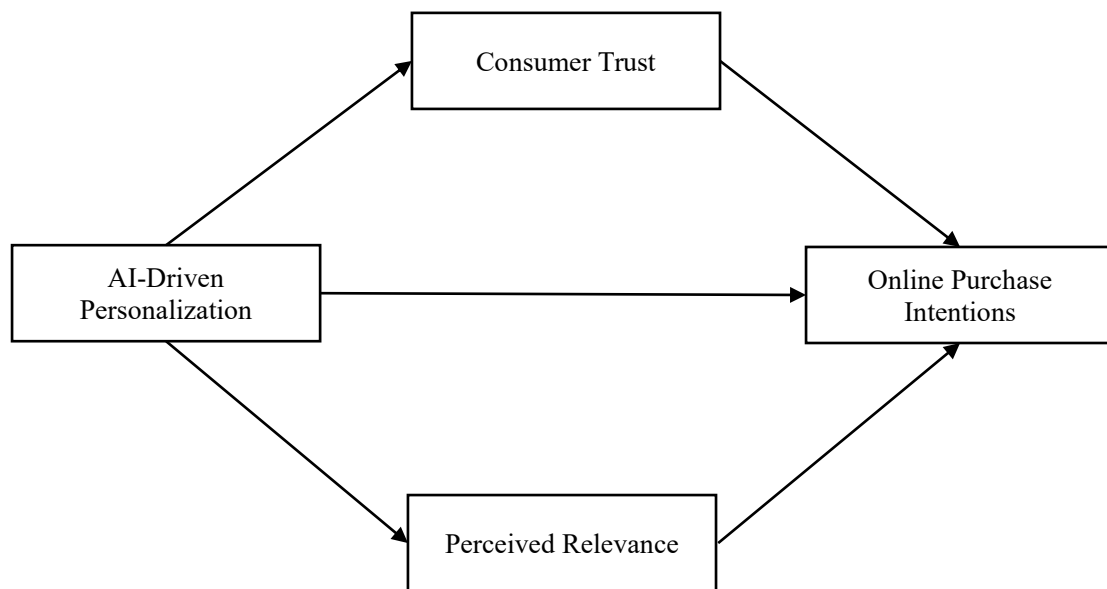 Consumer Trust
AI-Driven
Personalization
Online Purchase
Intentions
Perceived Relevance